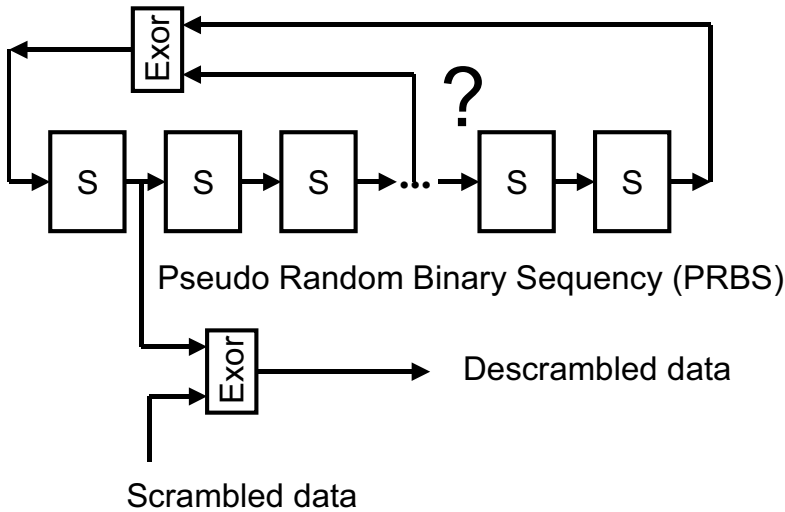 Exor
?
S S S ... S S
Pseudo Random Binary Sequency (PRBS)
Exor
Descrambled data
Scrambled data